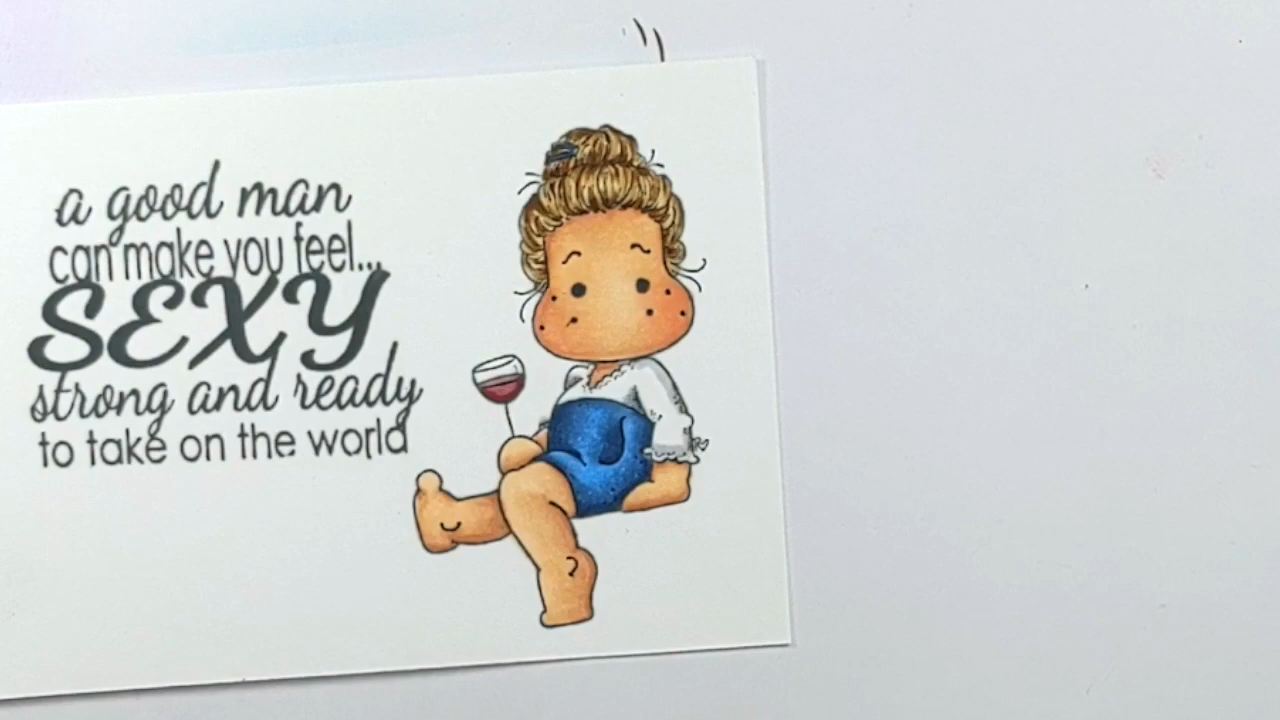 a good man
can make you feel...
SEXY
strong and ready
to take on the world